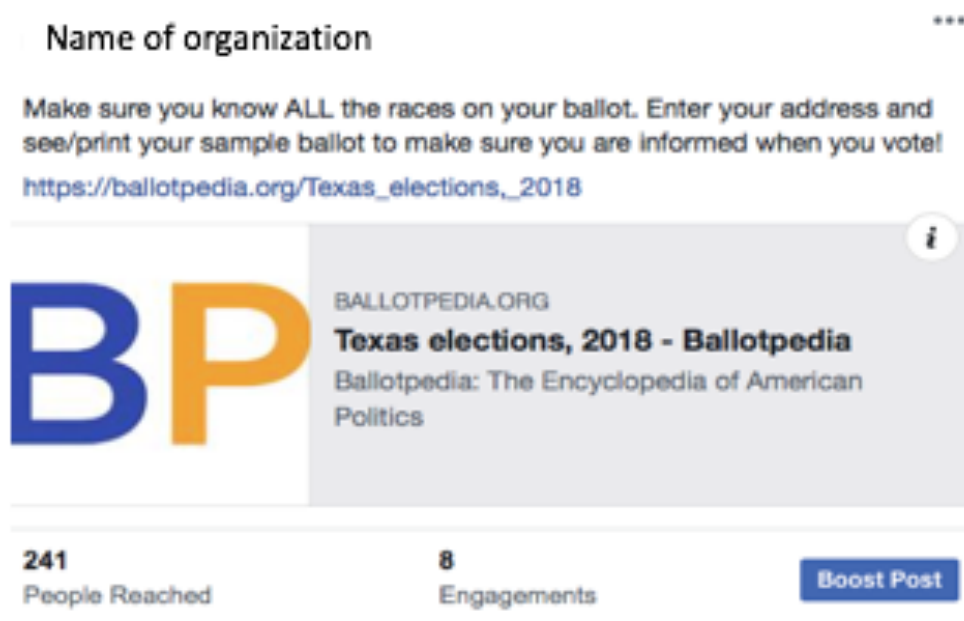 Name of organization
Make sure you know ALL the races on your ballot. Enter your address and
see/print your sample ballot to make sure you are informed when you vote!
https://ballotpedia.org/Texas_elections,_2018
i
BP
BALLOTPEDIA.ORG
Texas elections, 2018 - Ballotpedia
Ballotpedia: The Encyclopedia of American
Politics
241
People Reached
8
Engagements
Boost Post